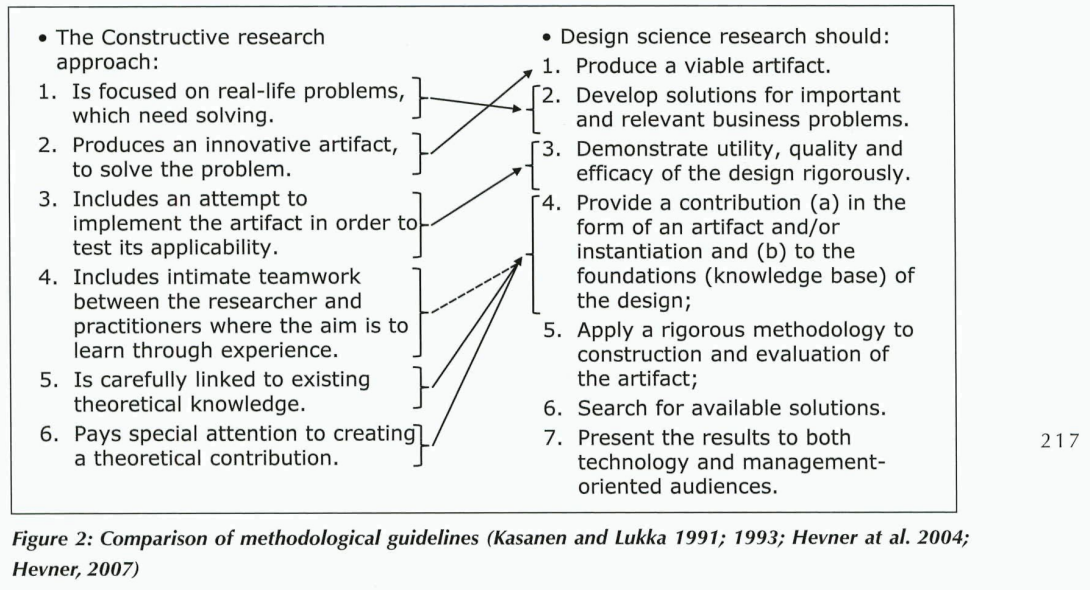 • The Constructive research
approach:
1. Is focused on real-life problems,
which need solving.
2. Produces an innovative artifact,
to solve the problem.
3. Includes an attempt to
implement the artifact in order to
test its applicability.
4. Includes intimate teamwork
between the researcher and
practitioners where the aim is to
learn through experience.
5. Is carefully linked to existing
theoretical knowledge.
6. Pays special attention to creating
a theoretical contribution.
• Design science research should:
1. Produce a viable artifact.
2. Develop solutions for important
and relevant business problems.
3. Demonstrate utility, quality and
efficacy of the design rigorously.
4. Provide a contribution (a) in the
form of an artifact and/or
instantiation and (b) to the
foundations (knowledge base) of
the design;
5. Apply a rigorous methodology to
construction and evaluation of
the artifact;
6. Search for available solutions.
7. Present the results to both
technology and management-
oriented audiences.
217
Figure 2: Comparison of methodological guidelines (Kasanen and Lukka 1991; 1993; Hevner at al. 2004;
Hevner, 2007)